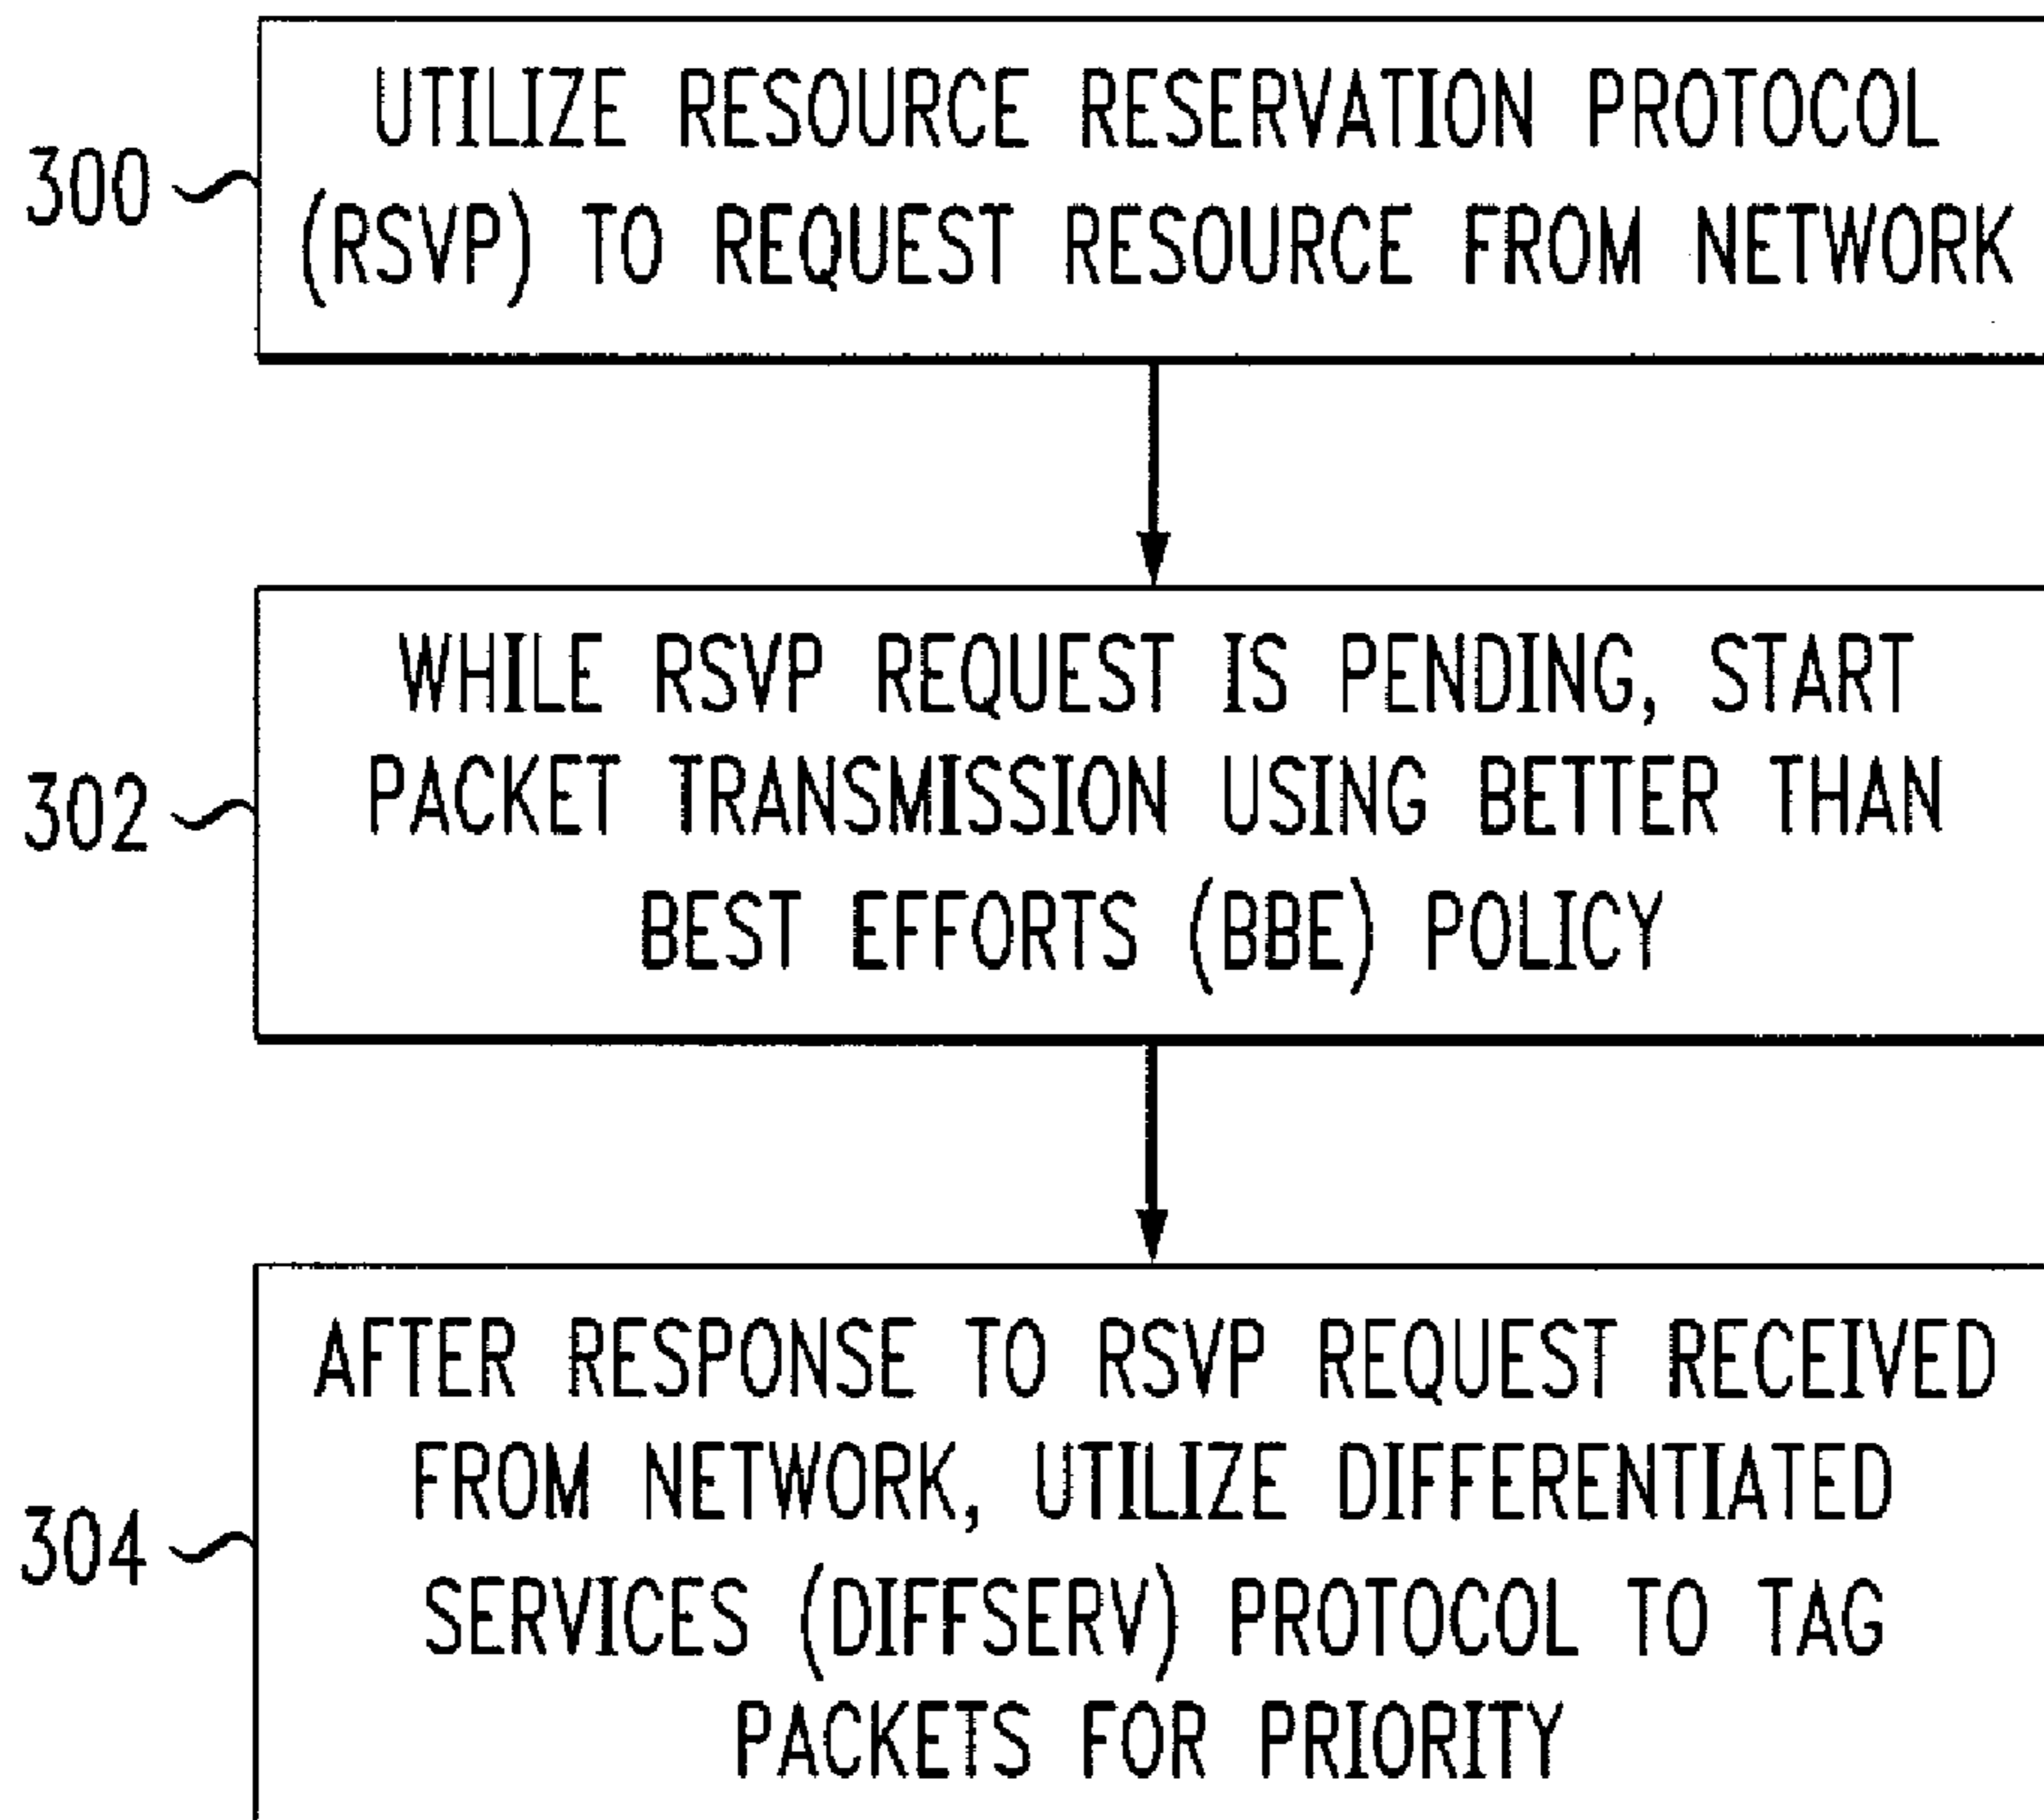 UTILIZE RESOURCE RESERVATION PROTOCOL
300
(RSVP) TO REQUEST RESOURCE FROM NETWORK
WHILE RSVP REQUEST IS PENDING, START
302
PACKET TRANSMISSION USING BETTER THAN
BEST EFFORTS (BBE) POLICY
AFTER RESPONSE TO RSVP REQUEST RECEIVED
FROM NETWORK, UTILIZE DIFFERENTIATED
304
SERVICES (DIFFSERV) PROTOCOL TO TAG
PACKETS FOR PRIORITY